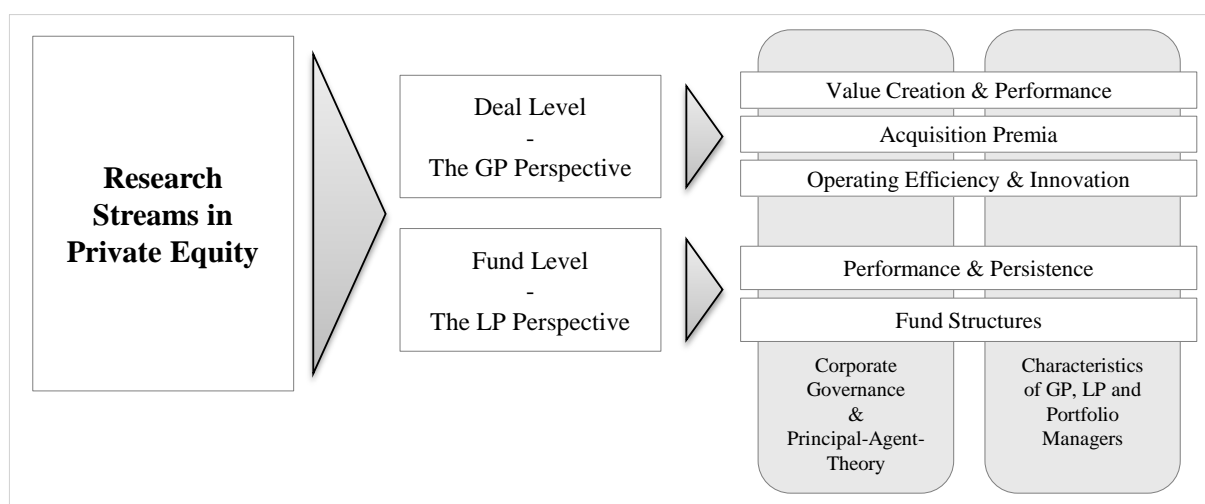 Research
Streams in
Private Equity
Deal Level
-
The GP Perspective
Fund Level
-
The LP Perspective
Value Creation & Performance
Acquisition Premia
Operating Efficiency & Innovation
Performance & Persistence
Fund Structures
Corporate
Governance
&
Principal-Agent-
Theory
Characteristics
of GP, LP and
Portfolio
Managers